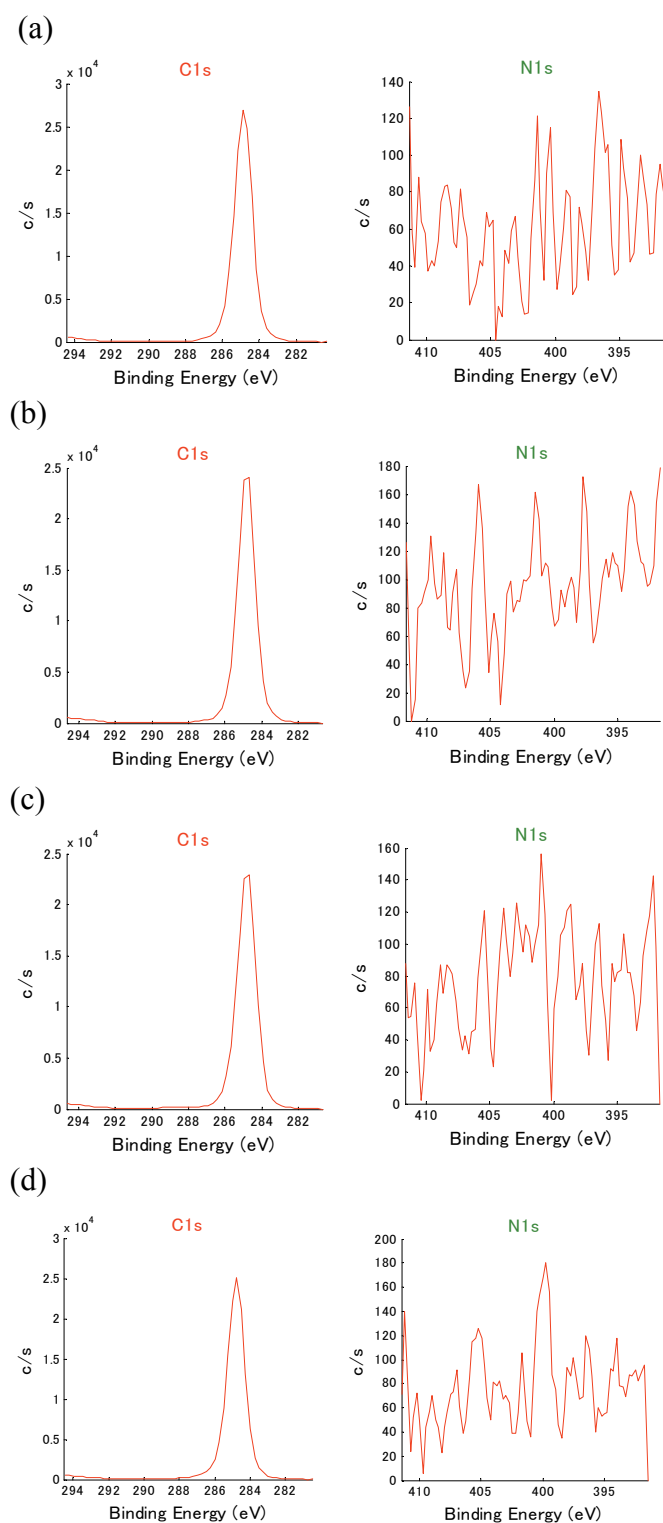 (a)
C1s
x 10⁴
3
2.5
2
1.5
1
0.5
0
c/s
294 292 290 288 286 284 282
Binding Energy (eV)
N1s
140
120
100
80
60
40
20
0
c/s
410 405 400 395
Binding Energy (eV)
(b)
C1s
x 10⁴
2.5
2
1.5
1
0.5
0
c/s
294 292 290 288 286 284 282
Binding Energy (eV)
N1s
180
160
140
120
100
80
60
40
20
0
c/s
410 405 400 395
Binding Energy (eV)
(c)
C1s
x 10⁴
2.5
2
1.5
1
0.5
0
c/s
294 292 290 288 286 284 282
Binding Energy (eV)
N1s
160
140
120
100
80
60
40
20
0
c/s
410 405 400 395
Binding Energy (eV)
(d)
C1s
x 10⁴
3
2.5
2
1.5
1
0.5
0
c/s
294 292 290 288 286 284 282
Binding Energy (eV)
N1s
200
180
160
140
120
100
80
60
40
20
0
c/s
410 405 400 395
Binding Energy (eV)